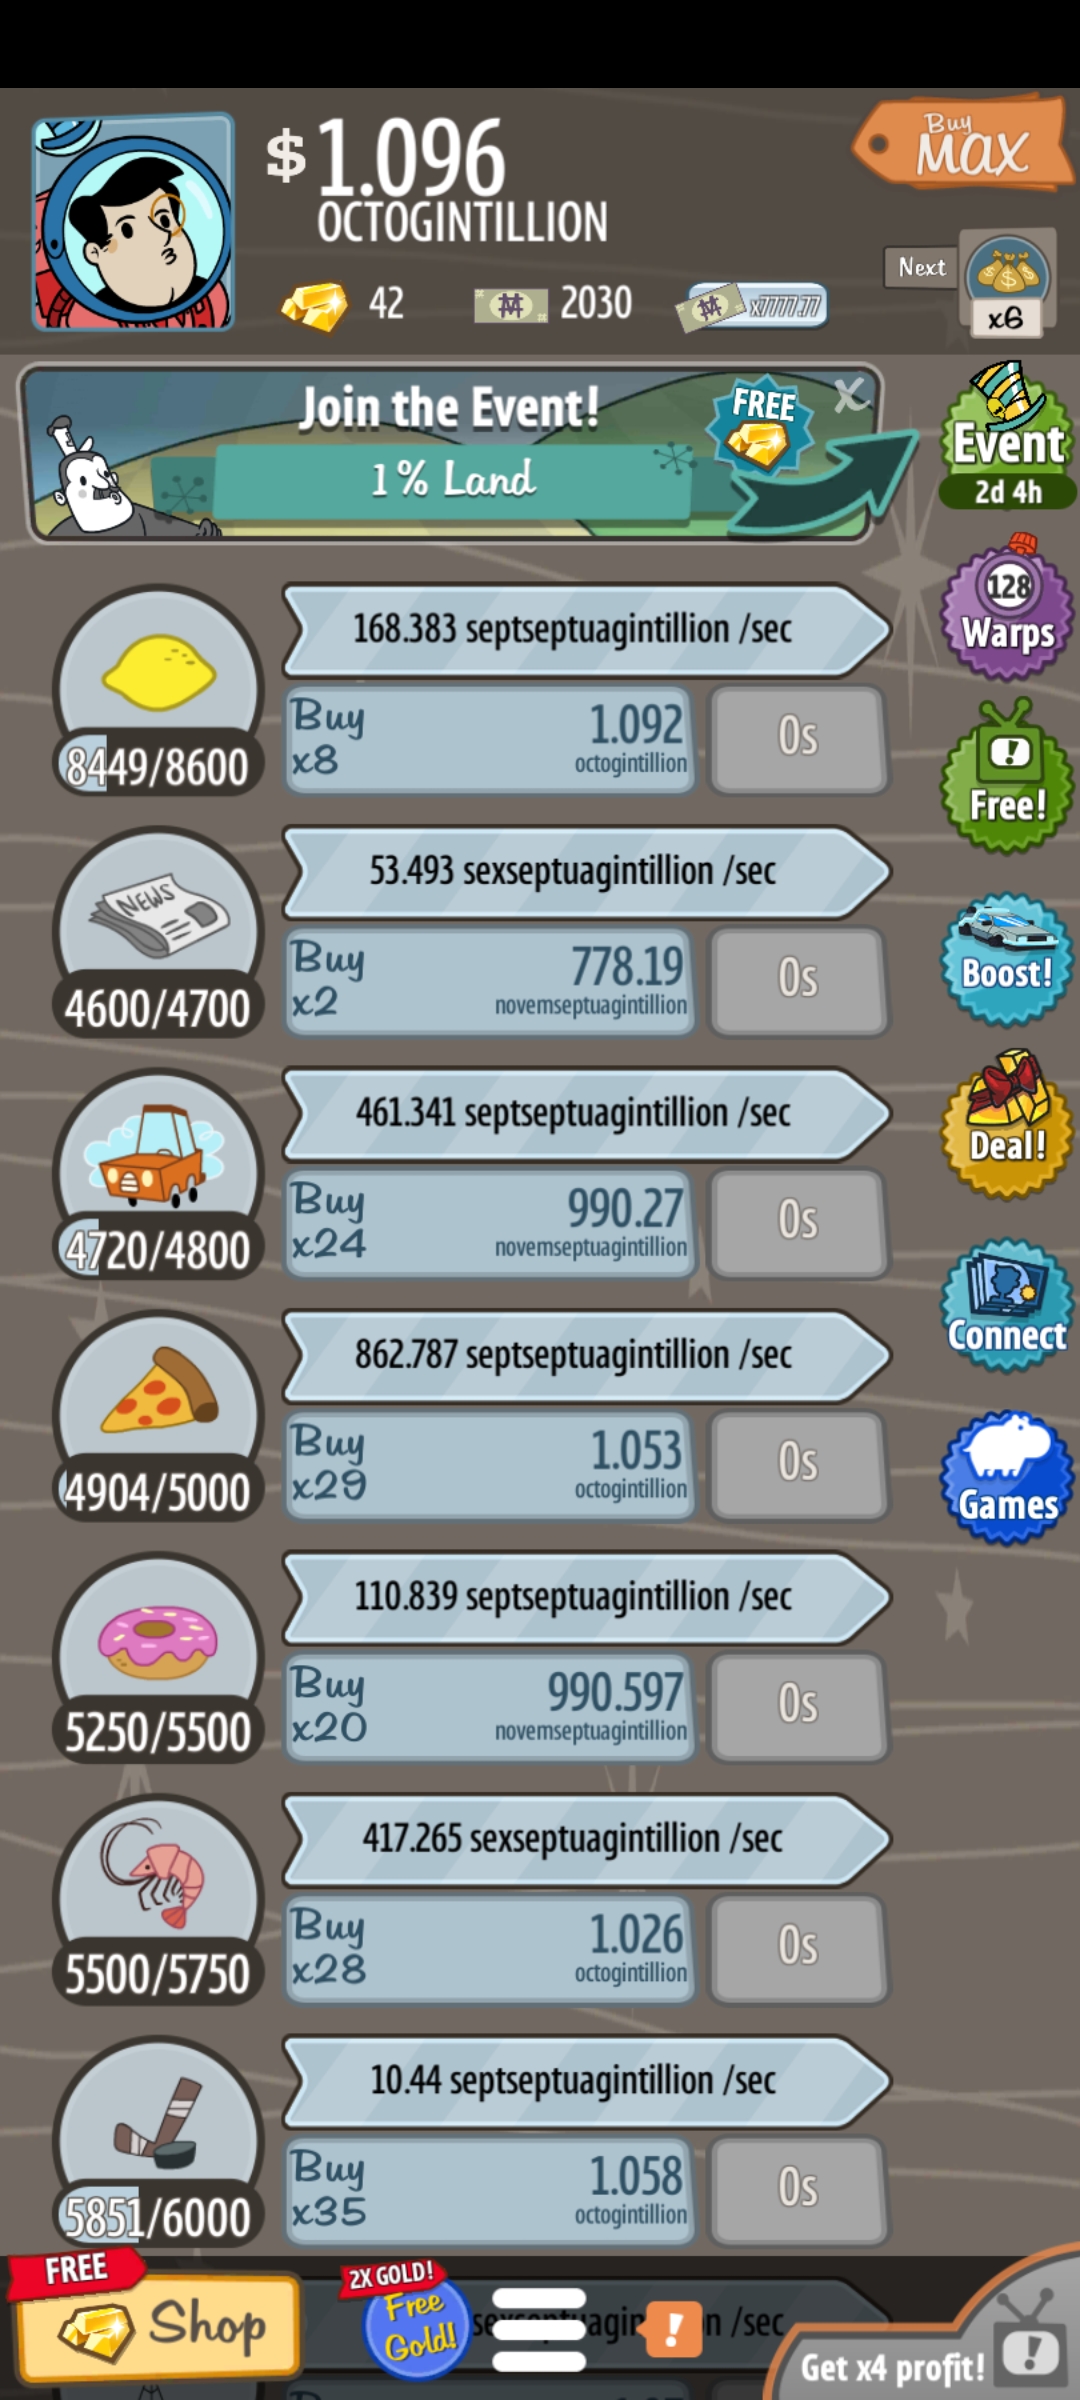 $1.096
OCTOGINTILLION
Buy
MAX
42
2030
x7777.77
Next
x6
Join the Event!
1% Land
FREE
X
Event
2d 4h
128
Warps
Free!
Boost!
Deal!
Connect
Games
168.383 septseptuagintillion /sec
8449/8600
Buy
x8
1.092
octogintillion
0s
NEWS
53.493 sexseptuagintillion /sec
4600/4700
Buy
x2
778.19
novemseptuagintillion
0s
461.341 septseptuagintillion /sec
4720/4800
Buy
x24
990.27
novemseptuagintillion
0s
862.787 septseptuagintillion /sec
4904/5000
Buy
x29
1.053
octogintillion
0s
110.839 septseptuagintillion /sec
5250/5500
Buy
x20
990.597
novemseptuagintillion
0s
417.265 sexseptuagintillion /sec
5500/5750
Buy
x28
1.026
octogintillion
0s
10.44 septseptuagintillion /sec
5851/6000
Buy
x35
1.058
octogintillion
0s
FREE
Shop
2X GOLD!
Free
Gold!
!
/sec
Get x4 profit!
!